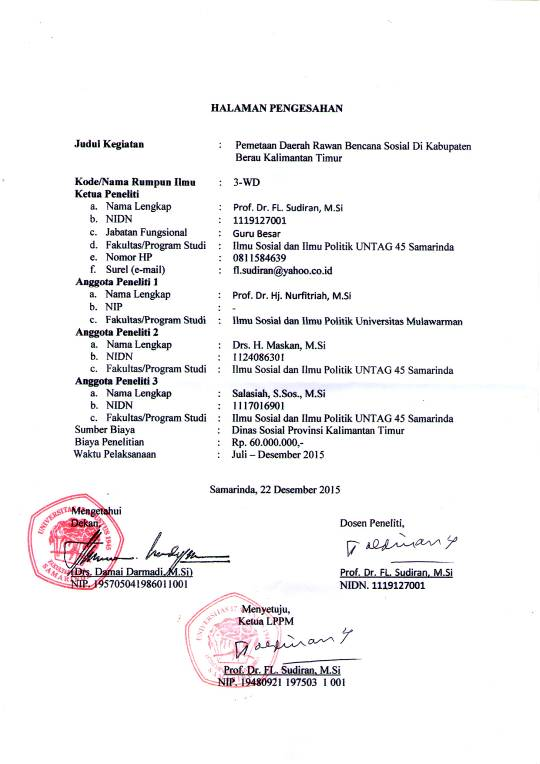 HALAMAN PENGESAHAN
Judul Kegiatan : Pemetaan Daerah Rawan Bencana Sosial Di Kabupaten
Berau Kalimantan Timur
Kode/Nama Rumpun Ilmu : 3-WD
Ketua Peneliti
a. Nama Lengkap : Prof. Dr. FL. Sudiran, M.Si
b. NIDN : 1119127001
c. Jabatan Fungsional : Guru Besar
d. Fakultas/Program Studi : Ilmu Sosial dan Ilmu Politik UNTAG 45 Samarinda
e. Nomor HP : 0811584639
f. Surel (e-mail) : fl.sudiran@yahoo.co.id
Anggota Peneliti 1
a. Nama Lengkap : Prof. Dr. Hj. Nurfitriah, M.Si
b. NIP : -
c. Fakultas/Program Studi : Ilmu Sosial dan Ilmu Politik Universitas Mulawarman
Anggota Peneliti 2
a. Nama Lengkap : Drs. H. Maskan, M.Si
b. NIDN : 1124086301
c. Fakultas/Program Studi : Ilmu Sosial dan Ilmu Politik UNTAG 45 Samarinda
Anggota Peneliti 3
a. Nama Lengkap : Salasiah, S.Sos., M.Si
b. NIDN : 1117016901
c. Fakultas/Program Studi : Ilmu Sosial dan Ilmu Politik UNTAG 45 Samarinda
Sumber Biaya : Dinas Sosial Provinsi Kalimantan Timur
Biaya Penelitian : Rp. 60.000.000,-
Waktu Pelaksanaan : Juli – Desember 2015
Samarinda, 22 Desember 2015
Mengetahui
Dekan, Dosen Peneliti,
(Drs. Damai Darmadi, M.Si) Prof. Dr. FL. Sudiran, M.Si
NIP. 195705041986011001 NIDN. 1119127001
Menyetuju,
Ketua LPPM
Prof. Dr. FL. Sudiran, M.Si
NIP. 19480921 197503 1 001